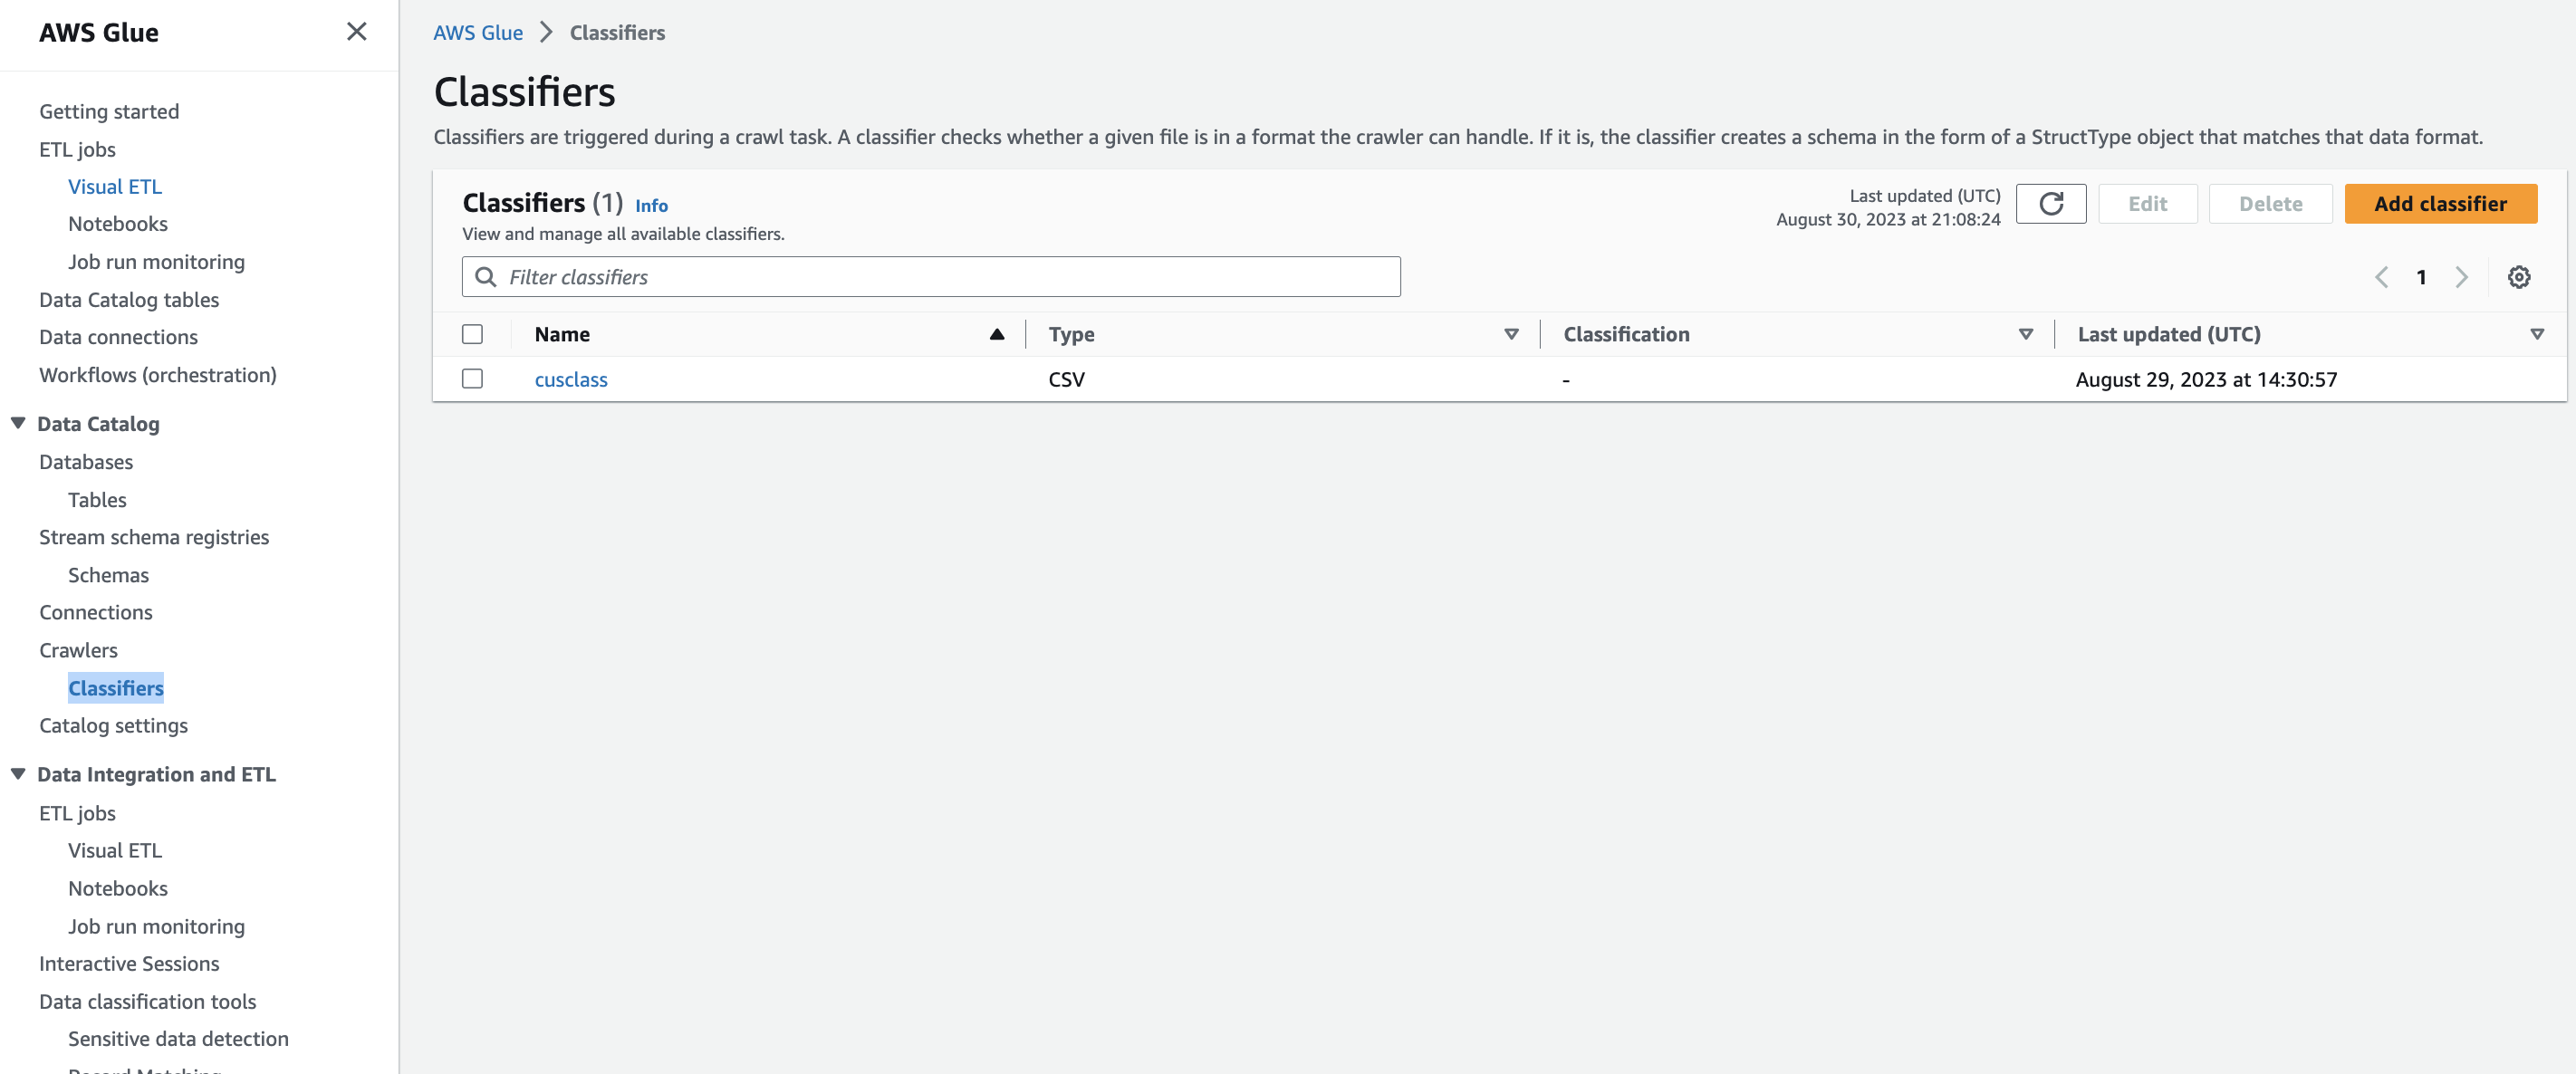 AWS Glue
Getting started
ETL jobs
Visual ETL
Notebooks
Job run monitoring
Data Catalog tables
Data connections
Workflows (orchestration)
Data Catalog
Databases
Tables
Stream schema registries
Schemas
Connections
Crawlers
Classifiers
Catalog settings
Data Integration and ETL
ETL jobs
Visual ETL
Notebooks
Job run monitoring
Interactive Sessions
Data classification tools
Sensitive data detection
Record Matching
AWS Glue > Classifiers
Classifiers
Classifiers are triggered during a crawl task. A classifier checks whether a given file is in a format the crawler can handle. If it is, the classifier creates a schema in the form of a StructType object that matches that data format.
Classifiers (1) Info
View and manage all available classifiers.
Last updated (UTC)
August 30, 2023 at 21:08:24
Edit Delete Add classifier
Filter classifiers
1
Name Type Classification Last updated (UTC)
cusclass CSV - August 29, 2023 at 14:30:57